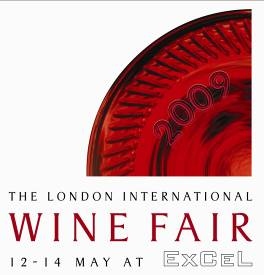 2009
THE LONDON INTERNATIONAL
WINE FAIR
12-14 MAY AT ExCeL